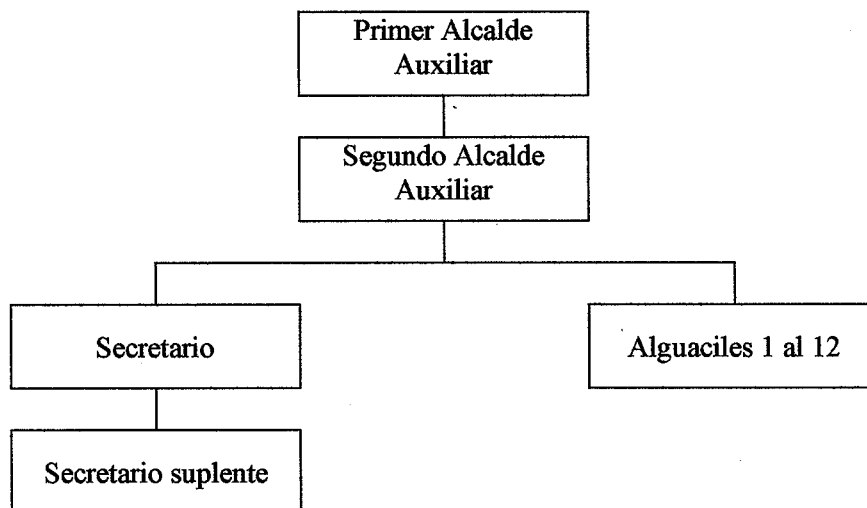 Primer Alcalde
Auxiliar
Segundo Alcalde
Auxiliar
Secretario
Alguaciles 1 al 12
Secretario suplente